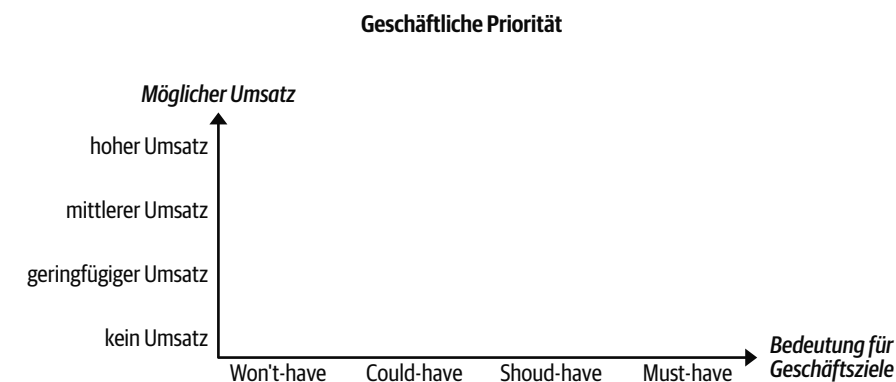 Geschäftliche Priorität
Möglicher Umsatz
hoher Umsatz
mittlerer Umsatz
geringfügiger Umsatz
kein Umsatz
Won't-have Could-have Shoud-have Must-have
Bedeutung für
Geschäftsziele